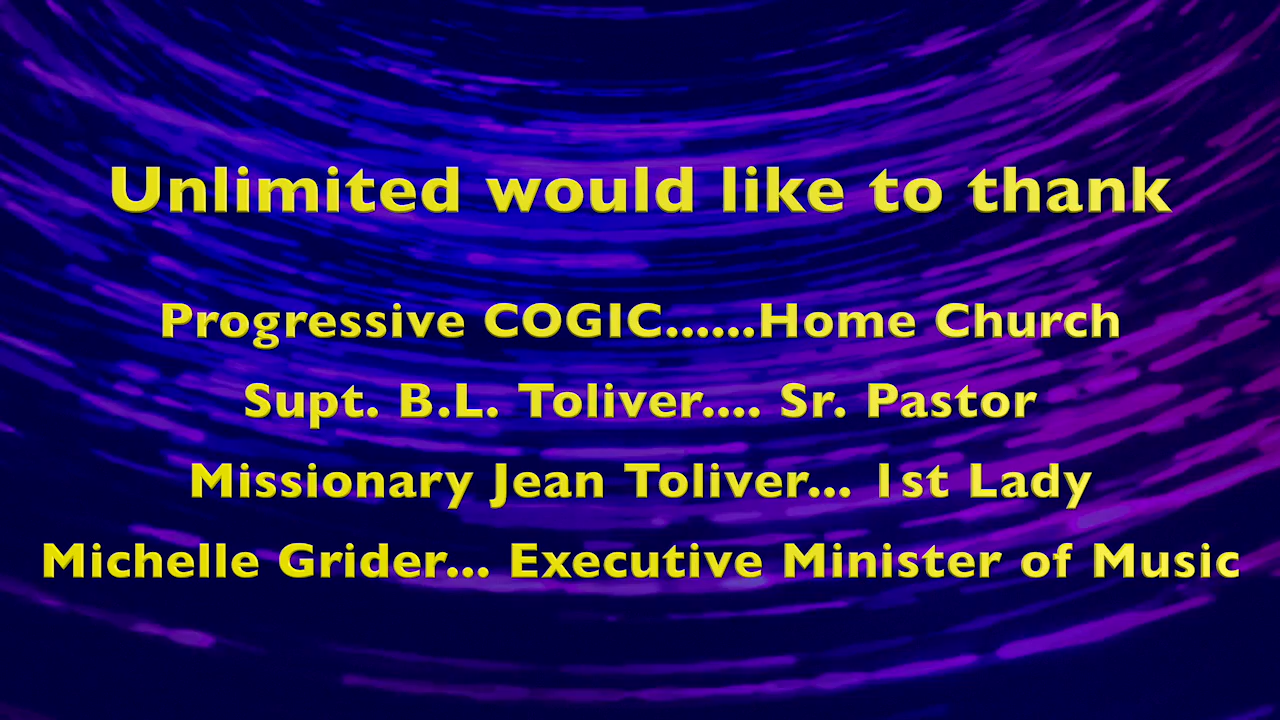 Unlimited would like to thank
Progressive COGIC......Home Church
Supt. B.L. Toliver.... Sr. Pastor
Missionary Jean Toliver... 1st Lady
Michelle Grider... Executive Minister of Music